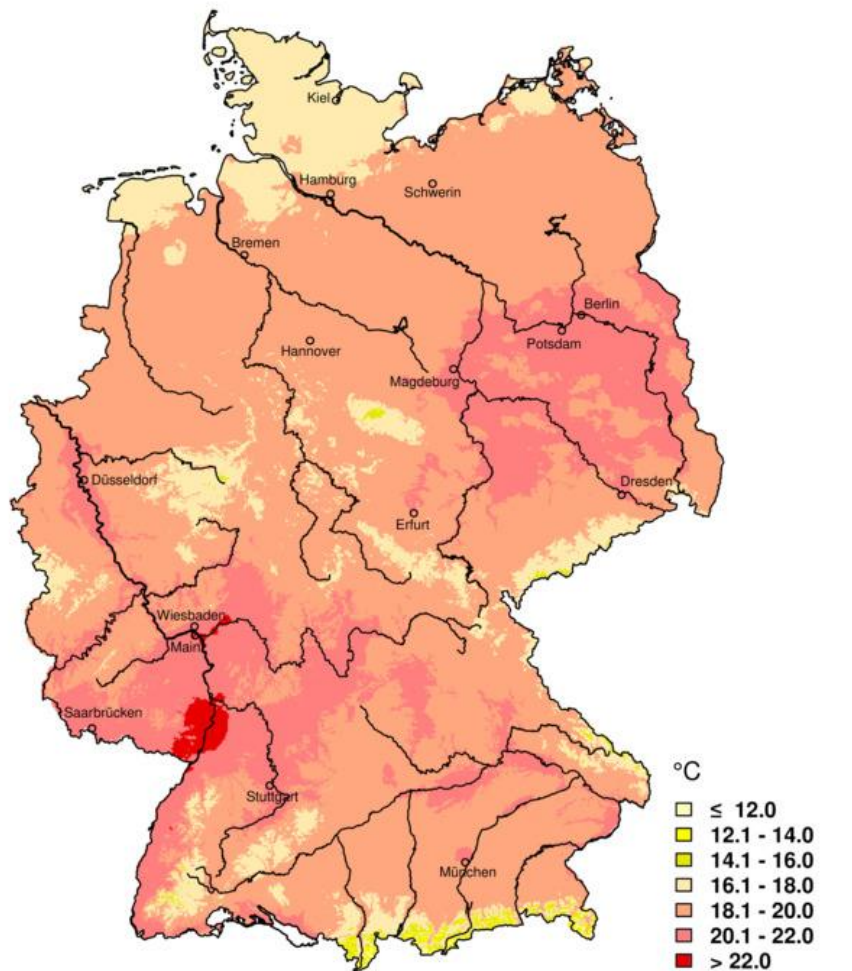 Kiel
Hamburg
Schwerin
Bremen
Berlin
Hannover
Potsdam
Magdeburg
Düsseldorf
Dresden
Erfurt
Wiesbaden
Mainz
Saarbrücken
Stuttgart
München
°C
≤ 12.0
12.1 - 14.0
14.1 - 16.0
16.1 - 18.0
18.1 - 20.0
20.1 - 22.0
> 22.0